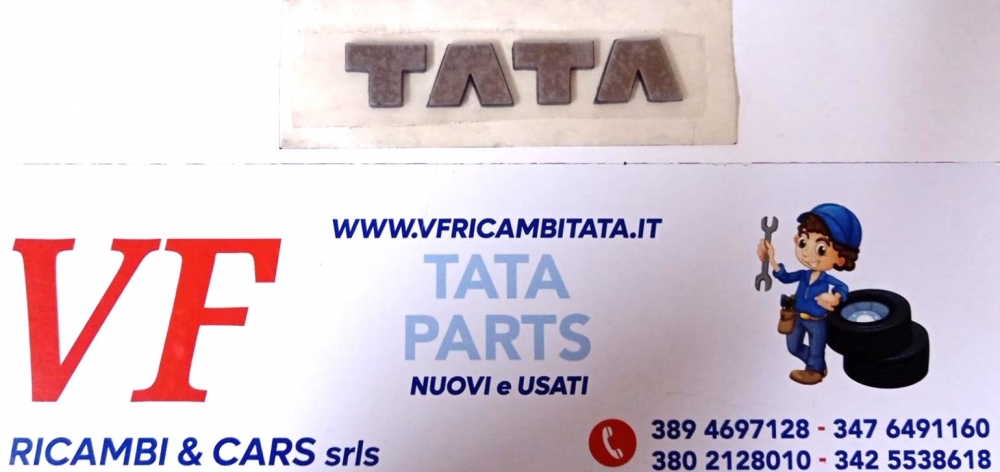 TATA
WWW.VFRICAMBITATA.IT
VF
TATA
PARTS
NUOVI e USATI
RICAMBI & CARS srls
389 4697128 - 347 6491160
380 2128010 - 342 5538618